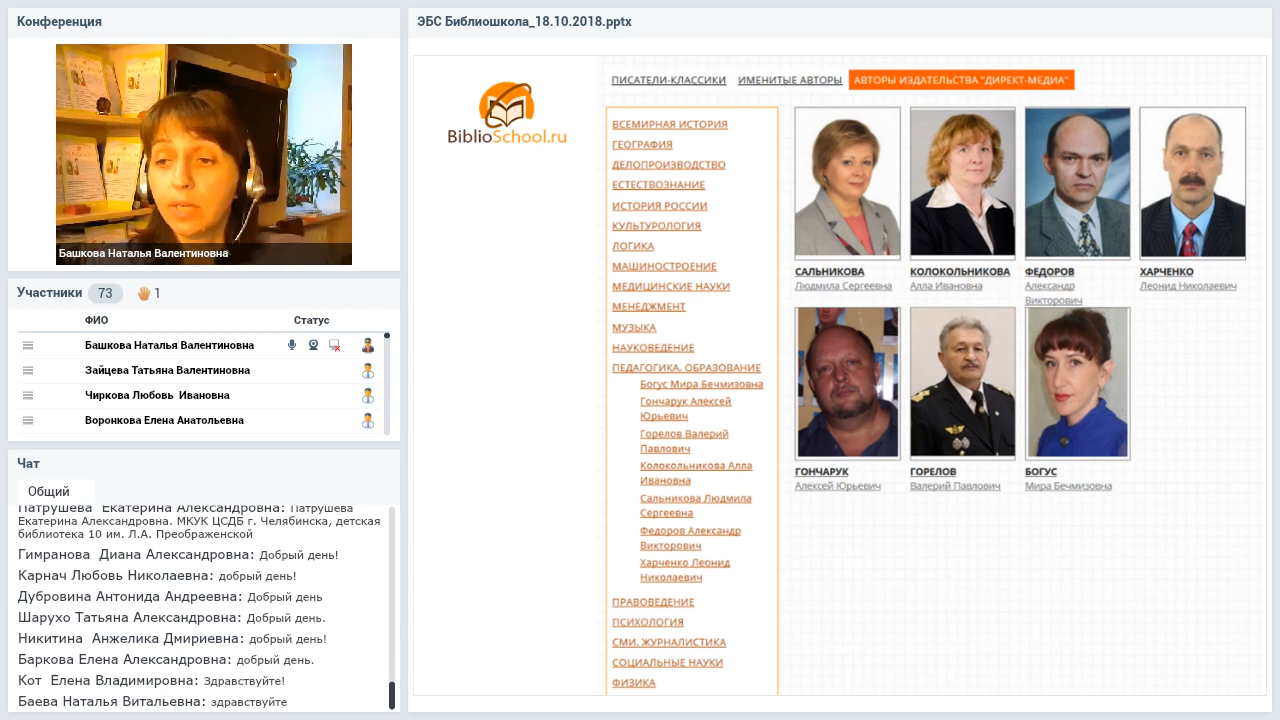 Конференция
Башкова Наталья Валентиновна
Участники 73 1
ФИО Статус
Башкова Наталья Валентиновна
Зайцева Татьяна Валентиновна
Чиркова Любовь Ивановна
Воронкова Елена Анатольевна
Чат
Общий
Патрушева Екатерина Александровна: Патрушева
Екатерина Александровна. МКУК ЦСДБ г. Челябинска, детская
библиотека 10 им. Л.А. Преображенской
Гимранова Диана Александровна: Добрый день!
Карнач Любовь Николаевна: добрый день!
Дубровина Антонида Андреевна: Добрый день
Шарухо Татьяна Александровна: Добрый день.
Никитина Анжелика Дмириевна: добрый день!
Баркова Елена Александровна: добрый день.
Кот Елена Владимировна: Здравствуйте!
Баева Наталья Витальевна: здравствуйте
ЭБС Библиошкола_18.10.2018.pptx
BiblioSchool.ru
ПИСАТЕЛИ-КЛАССИКИ ИМЕНИТЫЕ АВТОРЫ АВТОРЫ ИЗДАТЕЛЬСТВА "ДИРЕКТ-МЕДИА"
ВСЕМИРНАЯ ИСТОРИЯ
ГЕОГРАФИЯ
ДЕЛОПРОИЗВОДСТВО
ЕСТЕСТВОЗНАНИЕ
ИСТОРИЯ РОССИИ
КУЛЬТУРОЛОГИЯ
ЛОГИКА
МАШИНОСТРОЕНИЕ
МЕДИЦИНСКИЕ НАУКИ
МЕНЕДЖМЕНТ
МУЗЫКА
НАУКОВЕДЕНИЕ
ПЕДАГОГИКА. ОБРАЗОВАНИЕ
Богус Мира Бечмизовна
Гончарук Алексей
Юрьевич
Горелов Валерий
Павлович
Колокольникова Алла
Ивановна
Сальникова Людмила
Сергеевна
Федоров Александр
Викторович
Харченко Леонид
Николаевич
ПРАВОВЕДЕНИЕ
ПСИХОЛОГИЯ
СМИ. ЖУРНАЛИСТИКА
СОЦИАЛЬНЫЕ НАУКИ
ФИЗИКА
САЛЬНИКОВА
Людмила Сергеевна
КОЛОКОЛЬНИКОВА
Алла Ивановна
ФЕДОРОВ
Александр
Викторович
ХАРЧЕНКО
Леонид Николаевич
ГОНЧАРУК
Алексей Юрьевич
ГОРЕЛОВ
Валерий Павлович
БОГУС
Мира Бечмизовна